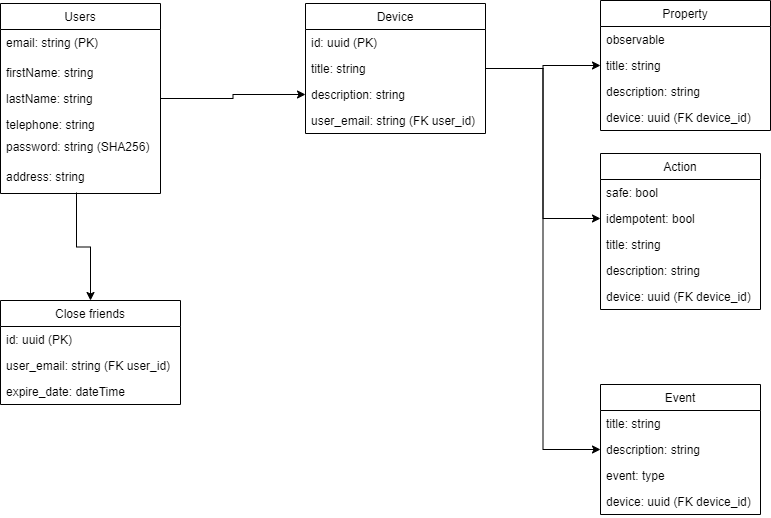 Users
email: string (PK)
firstName: string
lastName: string
telephone: string
password: string (SHA256)
address: string
Device
id: uuid (PK)
title: string
description: string
user_email: string (FK user_id)
Property
observable
title: string
description: string
device: uuid (FK device_id)
Action
safe: bool
idempotent: bool
title: string
description: string
device: uuid (FK device_id)
Close friends
id: uuid (PK)
user_email: string (FK user_id)
expire_date: dateTime
Event
title: string
description: string
event: type
device: uuid (FK device_id)